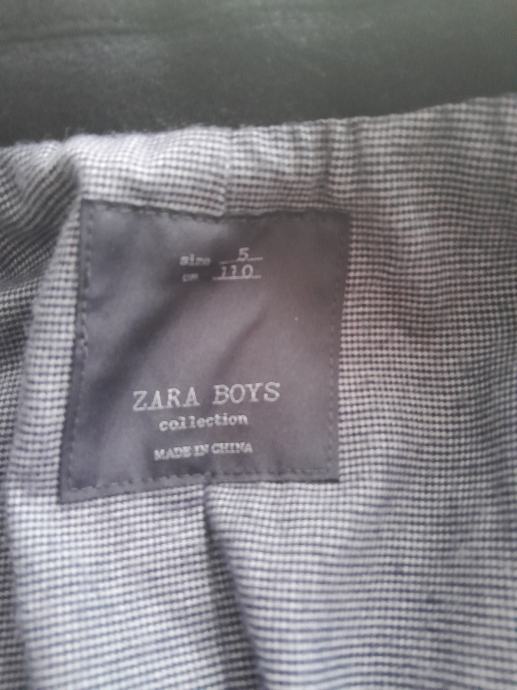 size 5
cm 110
ZARA BOYS
collection
MADE IN CHINA